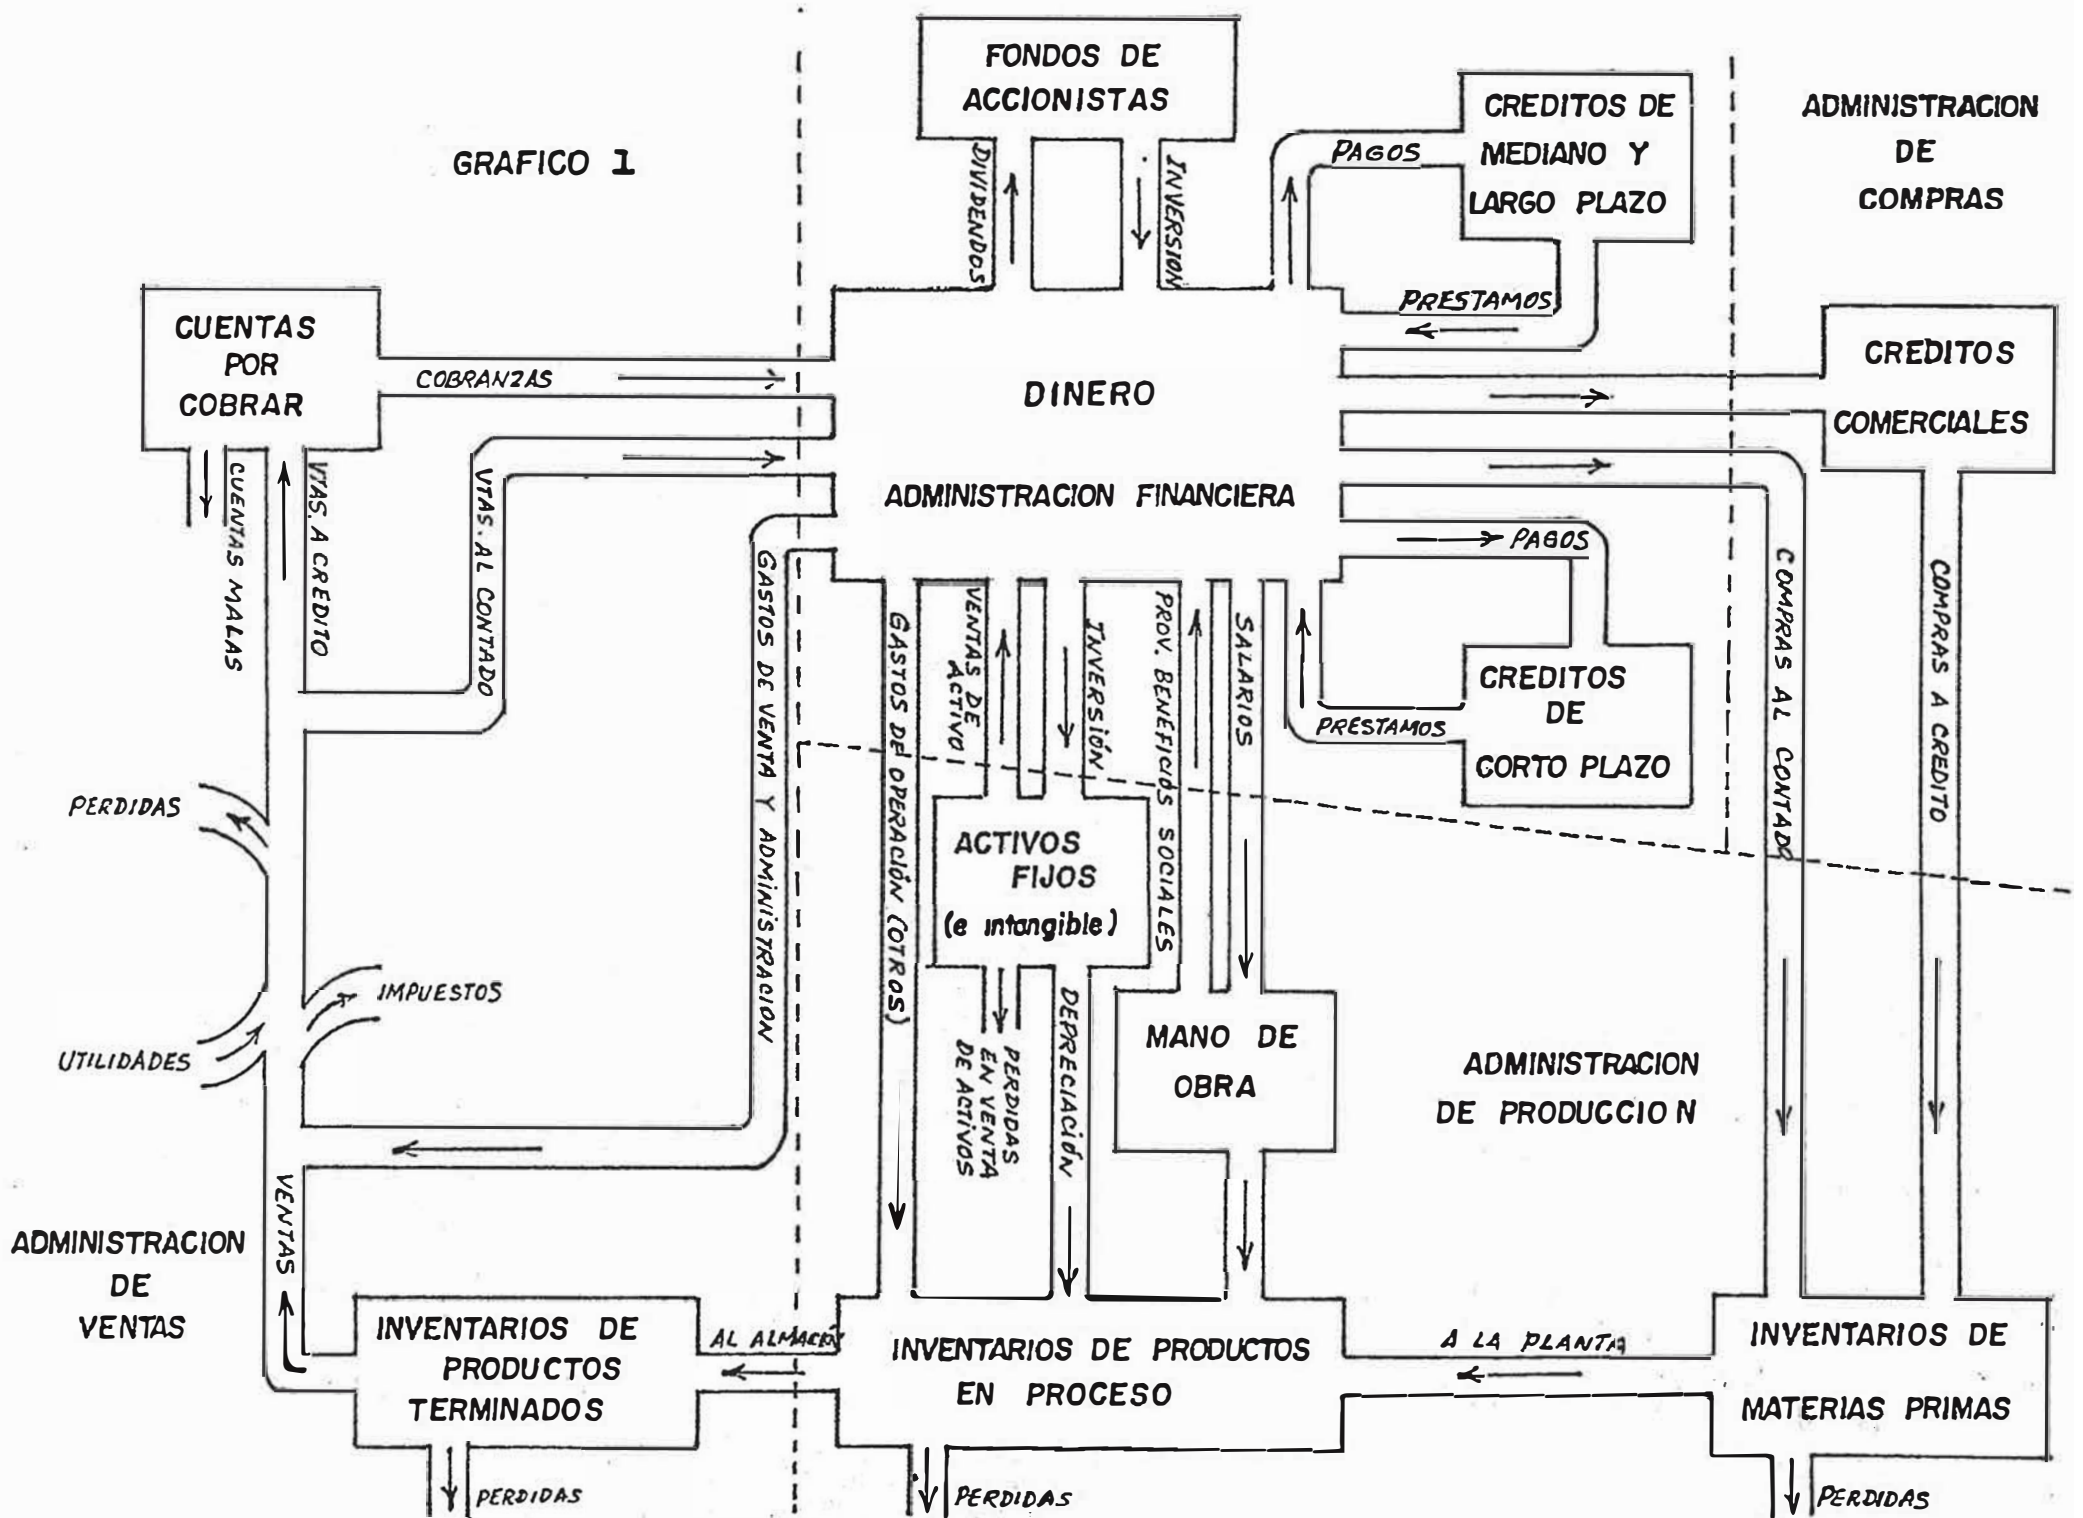 GRAFICO 1
FONDOS DE
ACCIONISTAS
DIVIDENDOS
INVERSION
PAGOS
CREDITOS DE
MEDIANO Y
LARGO PLAZO
PRESTAMOS
ADMINISTRACION
DE
COMPRAS
CUENTAS
POR
COBRAR
COBRANZAS
DINERO
ADMINISTRACION FINANCIERA
CREDITOS
COMERCIALES
CUENTAS MALAS
VTAS. A CREDITO
VTAS. AL CONTADO
GASTOS DE VENTA Y ADMINISTRACION
GASTOS DE OPERACIÓN (OTROS)
VENTAS DE
ACTIVO
INVERSIÓN
PROV. BENEFICIOS SOCIALES
SALARIOS
PAGOS
PRESTAMOS
CREDITOS
DE
CORTO PLAZO
COMPRAS AL CONTADO
COMPRAS A CREDITO
PERDIDAS
IMPUESTOS
UTILIDADES
ACTIVOS
FIJOS
(e intangible)
PERDIDAS
EN VENTA
DE ACTIVOS
DEPRECIACIÓN
MANO DE
OBRA
ADMINISTRACION
DE PRODUCCION
VENTAS
ADMINISTRACION
DE
VENTAS
INVENTARIOS DE
PRODUCTOS
TERMINADOS
AL ALMACÉN
INVENTARIOS DE PRODUCTOS
EN PROCESO
A LA PLANTA
INVENTARIOS DE
MATERIAS PRIMAS
PERDIDAS
PERDIDAS
PERDIDAS